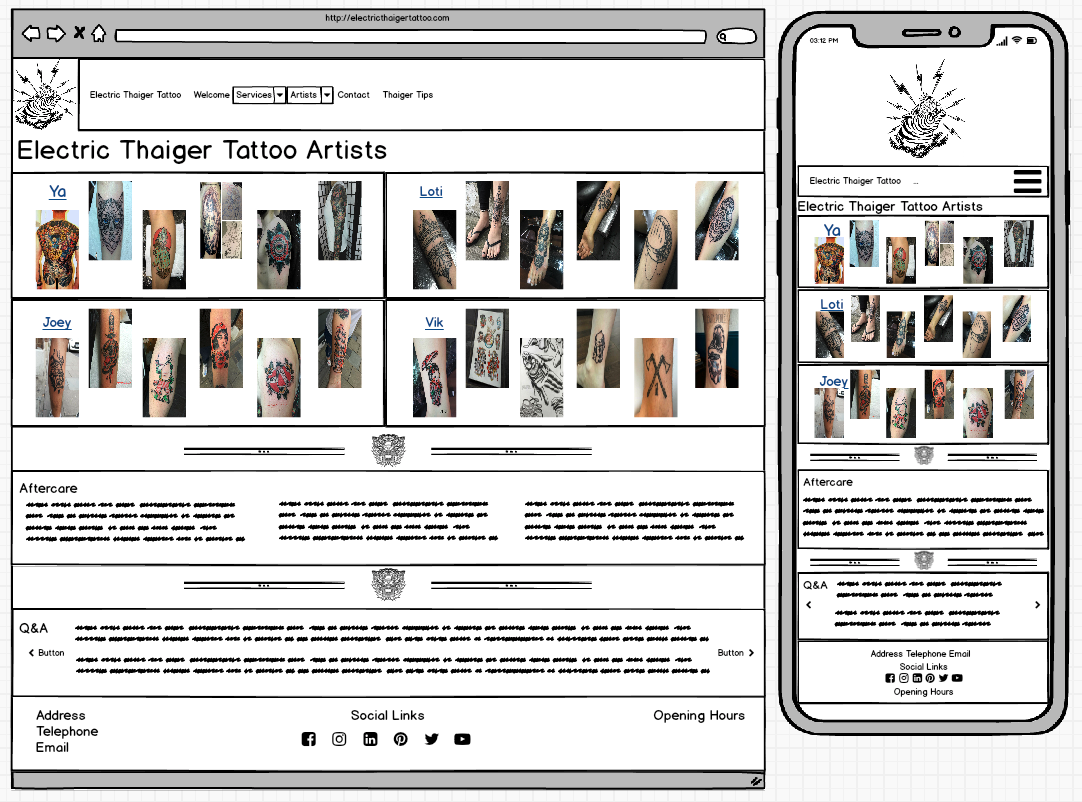 http://electricthaigertattoo.com
Electric Thaiger Tattoo Welcome Services Artists Contact Thaiger Tips
Electric Thaiger Tattoo Artists
Ya
Loti
Joey
Vik
Aftercare
Q&A
Button
Button
Address
Telephone
Email
Social Links
Opening Hours
03:12 PM
Electric Thaiger Tattoo ...
Electric Thaiger Tattoo Artists
Ya
Loti
Joey
Aftercare
Q&A
Address Telephone Email
Social Links
Opening Hours